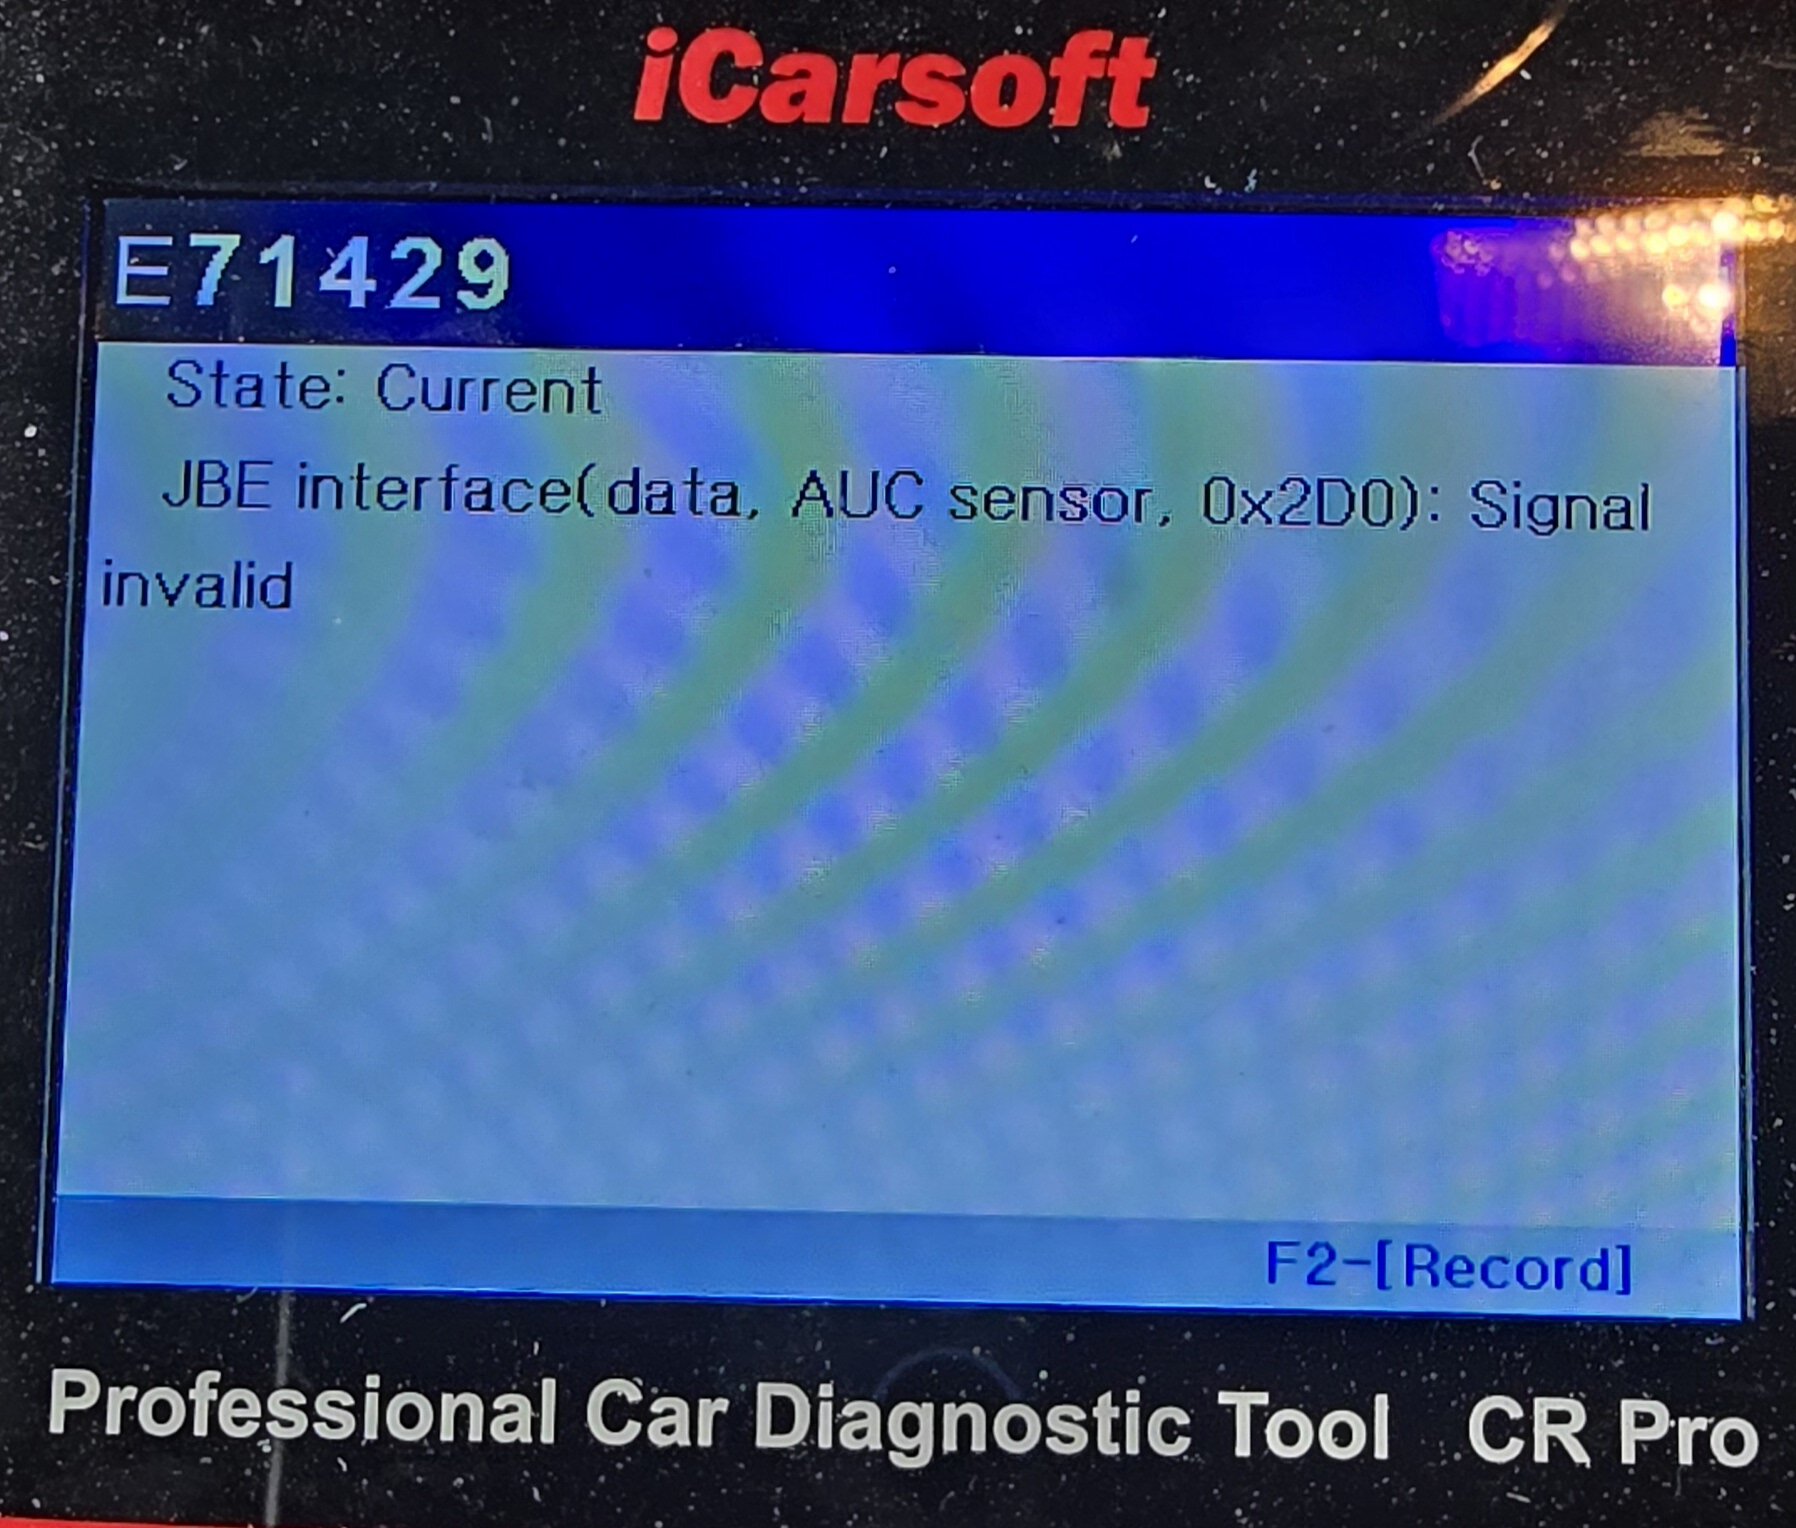 iCarsoft
E71429
State: Current
JBE interface(data, AUC sensor, 0x2D0): Signal
invalid
F2-[Record]
Professional Car Diagnostic Tool CR Pro